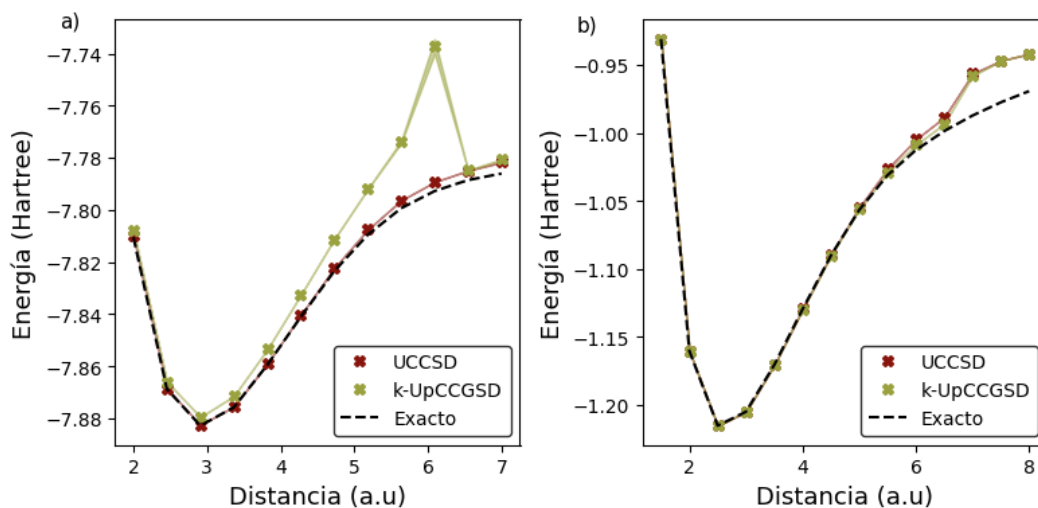 a)
−7.74
−7.76
−7.78
−7.80
−7.82
−7.84
−7.86
−7.88
Energía (Hartree)
2 3 4 5 6 7
Distancia (a.u)
UCCSD
k-UpCCGSD
Exacto
b)
−0.95
−1.00
−1.05
−1.10
−1.15
−1.20
Energía (Hartree)
2 4 6 8
Distancia (a.u)
UCCSD
k-UpCCGSD
Exacto